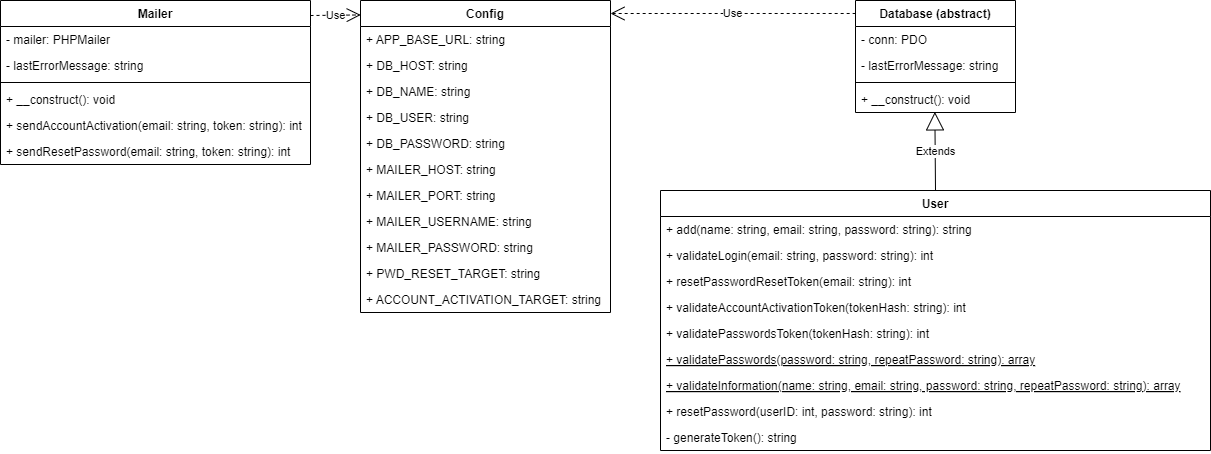 Mailer
- mailer: PHPMailer
- lastErrorMessage: string
+ __construct(): void
+ sendAccountActivation(email: string, token: string): int
+ sendResetPassword(email: string, token: string): int
Use
Config
+ APP_BASE_URL: string
+ DB_HOST: string
+ DB_NAME: string
+ DB_USER: string
+ DB_PASSWORD: string
+ MAILER_HOST: string
+ MAILER_PORT: string
+ MAILER_USERNAME: string
+ MAILER_PASSWORD: string
+ PWD_RESET_TARGET: string
+ ACCOUNT_ACTIVATION_TARGET: string
Use
Database (abstract)
- conn: PDO
- lastErrorMessage: string
+ __construct(): void
Extends
User
+ add(name: string, email: string, password: string): string
+ validateLogin(email: string, password: string): int
+ resetPasswordResetToken(email: string): int
+ validateAccountActivationToken(tokenHash: string): int
+ validatePasswordsToken(tokenHash: string): int
+ validatePasswords(password: string, repeatPassword: string): array
+ validateInformation(name: string, email: string, password: string, repeatPassword: string): array
+ resetPassword(userID: int, password: string): int
- generateToken(): string